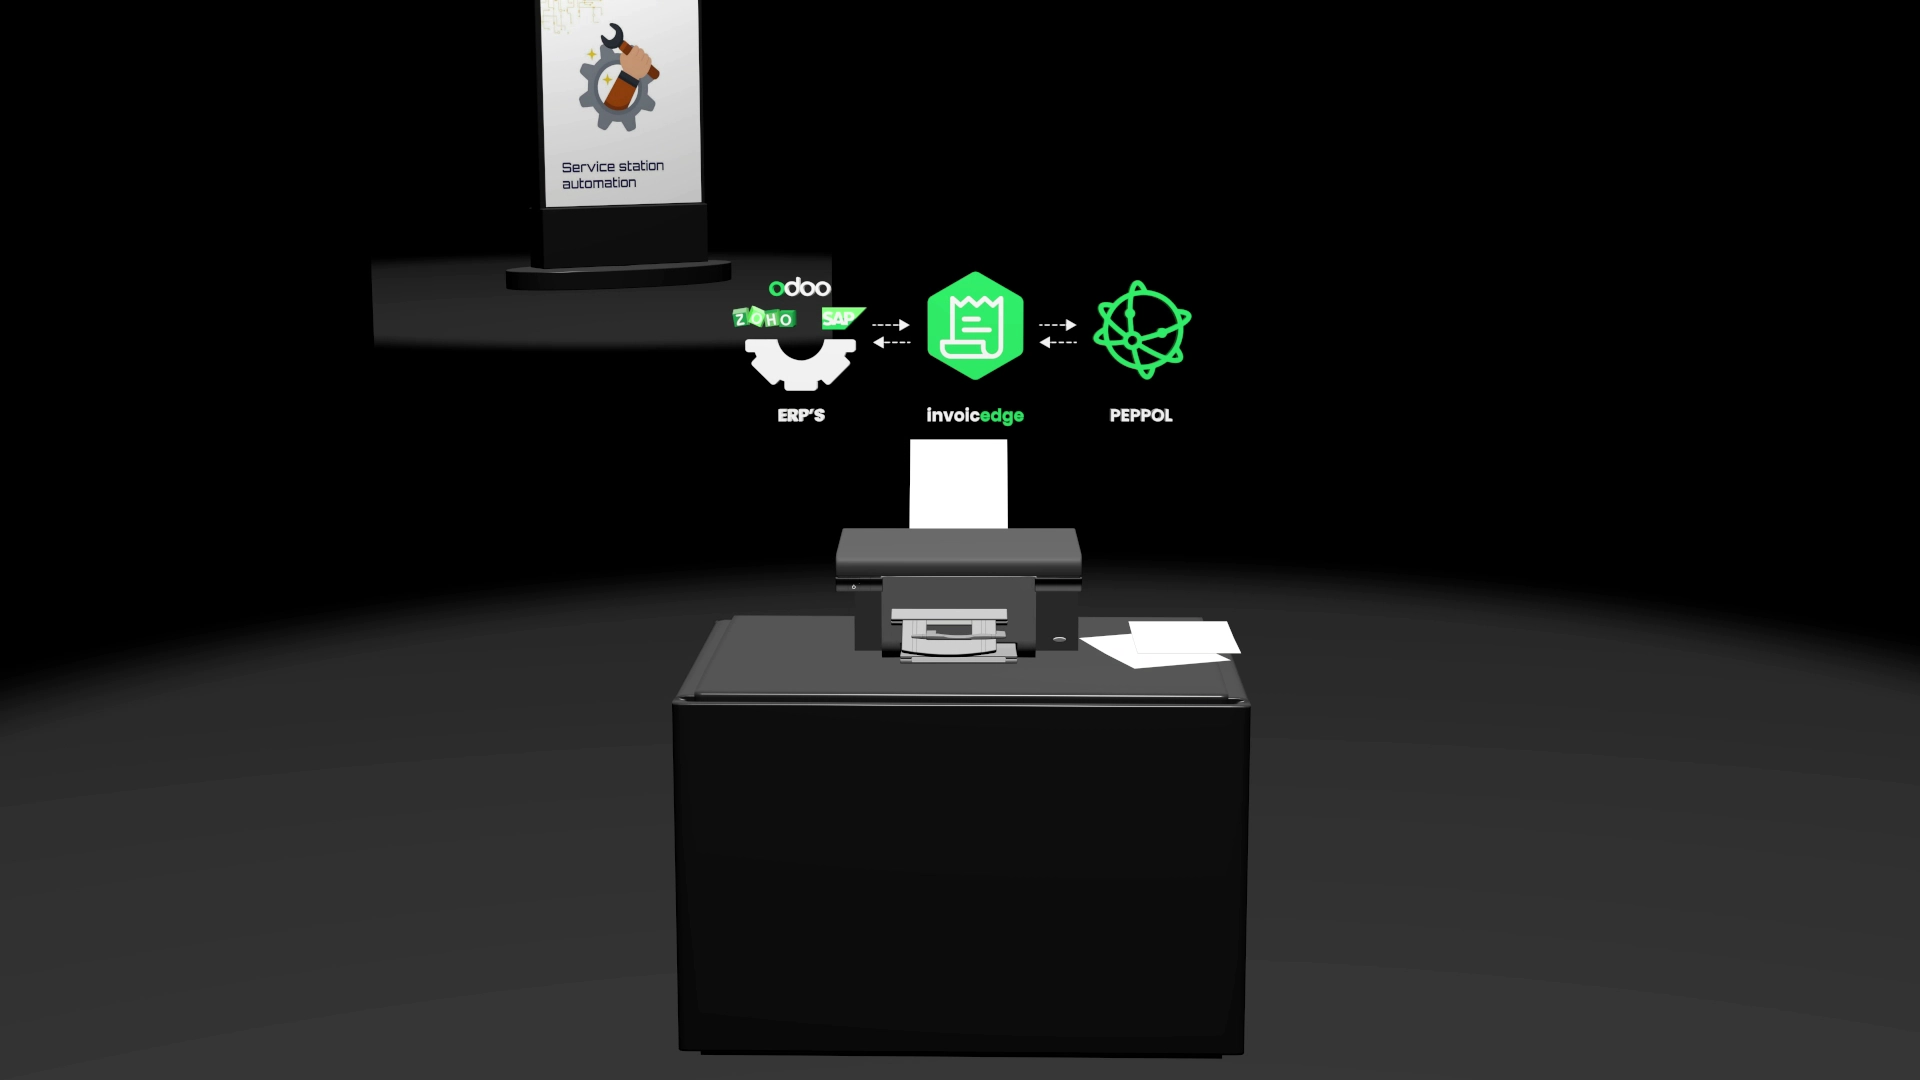 Service station
automation
odoo
ZOHO
SAP
ERP'S
invoicedge
PEPPOL